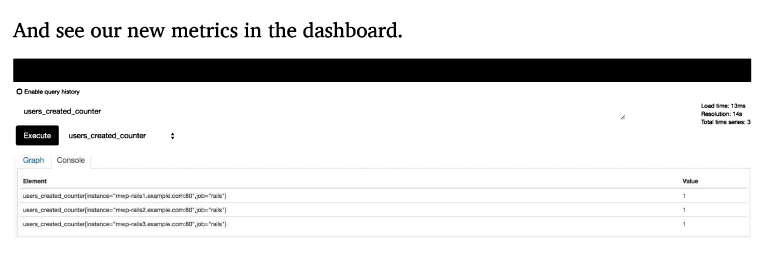 And see our new metrics in the dashboard.
Enable query history
users_created_counter
Load time: 13ms
Resolution: 14s
Total time series: 3
Execute users_created_counter
Graph Console
Element Value
users_created_counter{instance="mwp-rails1.example.com:80",job="rails"} 1
users_created_counter{instance="mwp-rails2.example.com:80",job="rails"} 1
users_created_counter{instance="mwp-rails3.example.com:80",job="rails"} 1